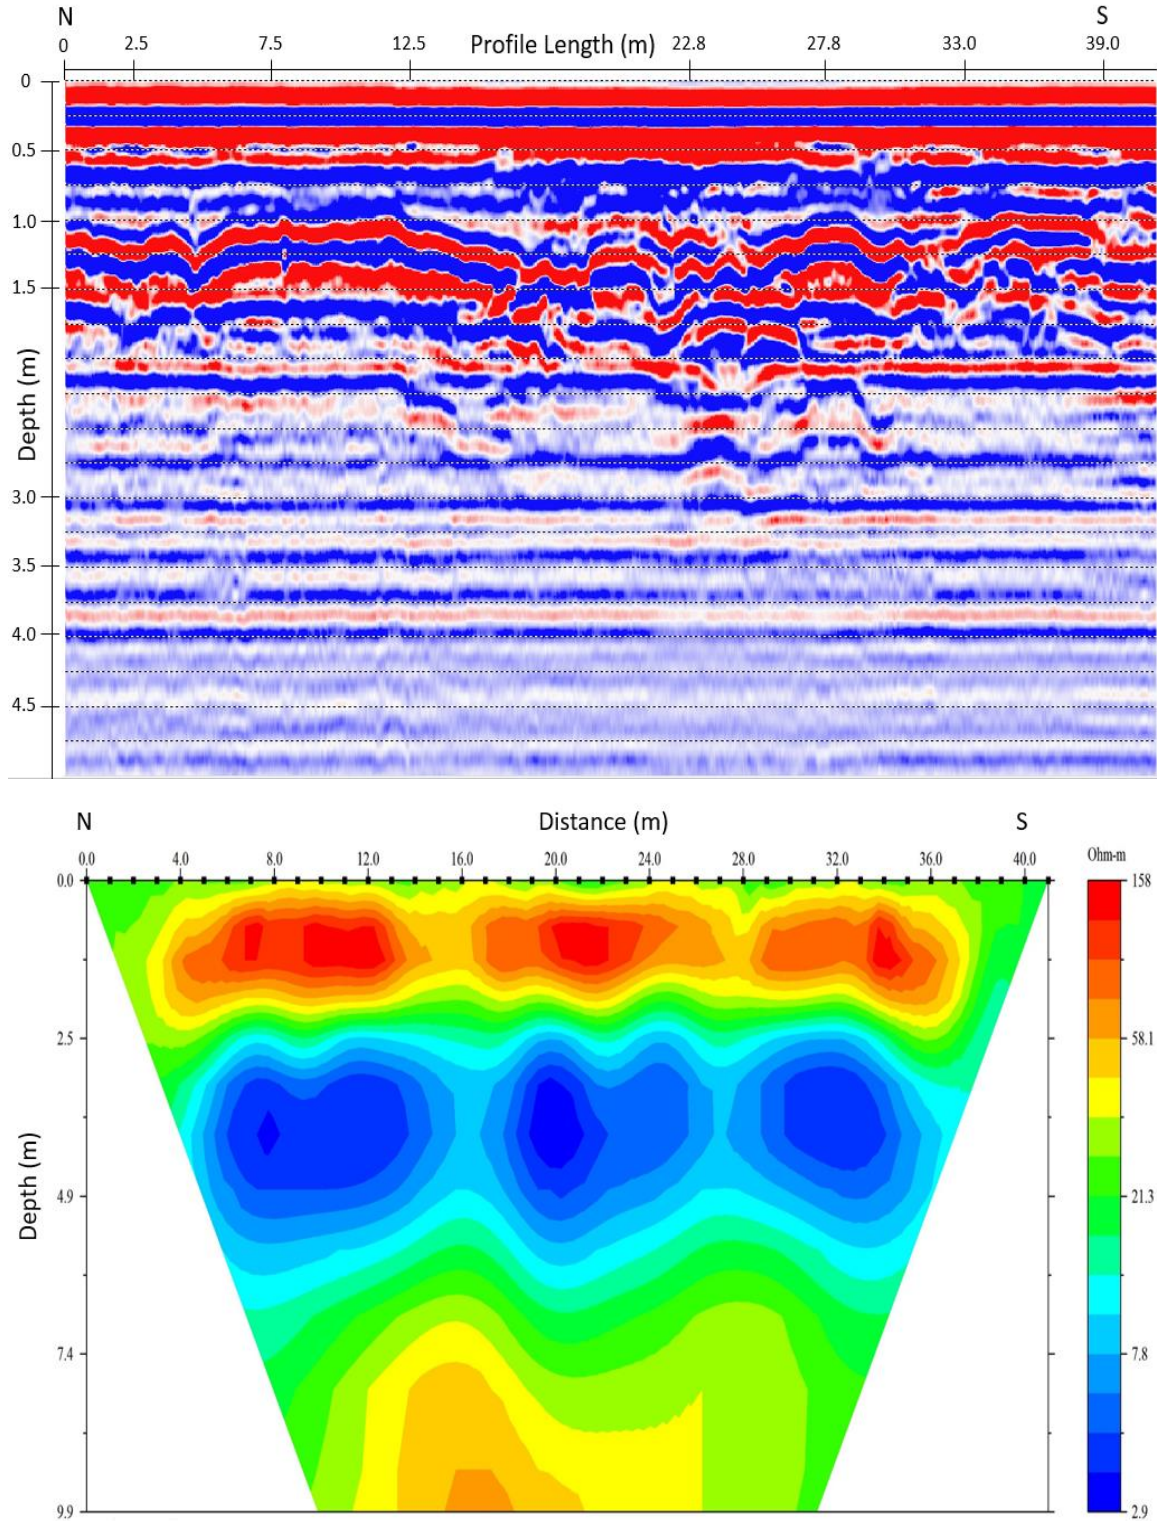 N S
0 2.5 7.5 12.5 Profile Length (m) 22.8 27.8 33.0 39.0
0
0.5
1.0
1.5
Depth (m)
3.0
3.5
4.0
4.5
N Distance (m) S
0.0 4.0 8.0 12.0 16.0 20.0 24.0 28.0 32.0 36.0 40.0 Ohm-m
0.0 158
2.5 58.1
Depth (m)
4.9 21.3
7.4 7.8
9.9 2.9